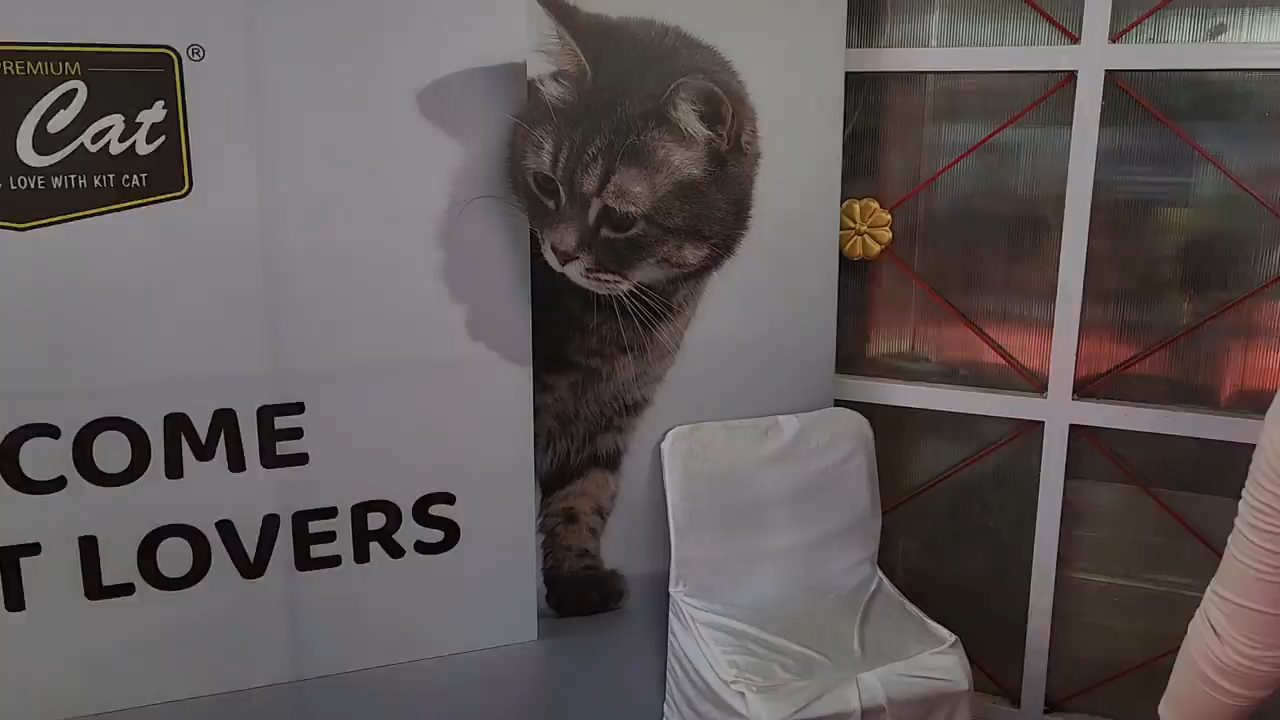 PREMIUM
Cat
®
LOVE WITH KIT CAT
COME
T LOVERS